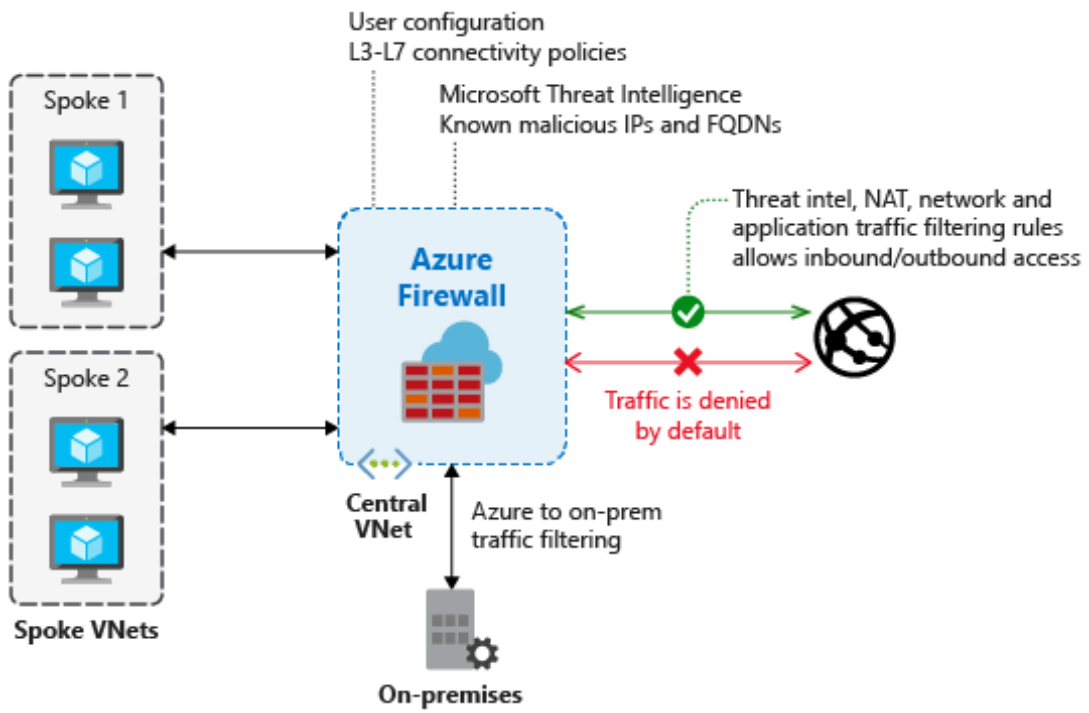 User configuration
L3-L7 connectivity policies
Microsoft Threat Intelligence
Known malicious IPs and FQDNs
Spoke 1
Threat intel, NAT, network and
application traffic filtering rules
allows inbound/outbound access
Azure
Firewall
Spoke 2
Traffic is denied
by default
Central
VNet
Azure to on-prem
traffic filtering
Spoke VNets
On-premises